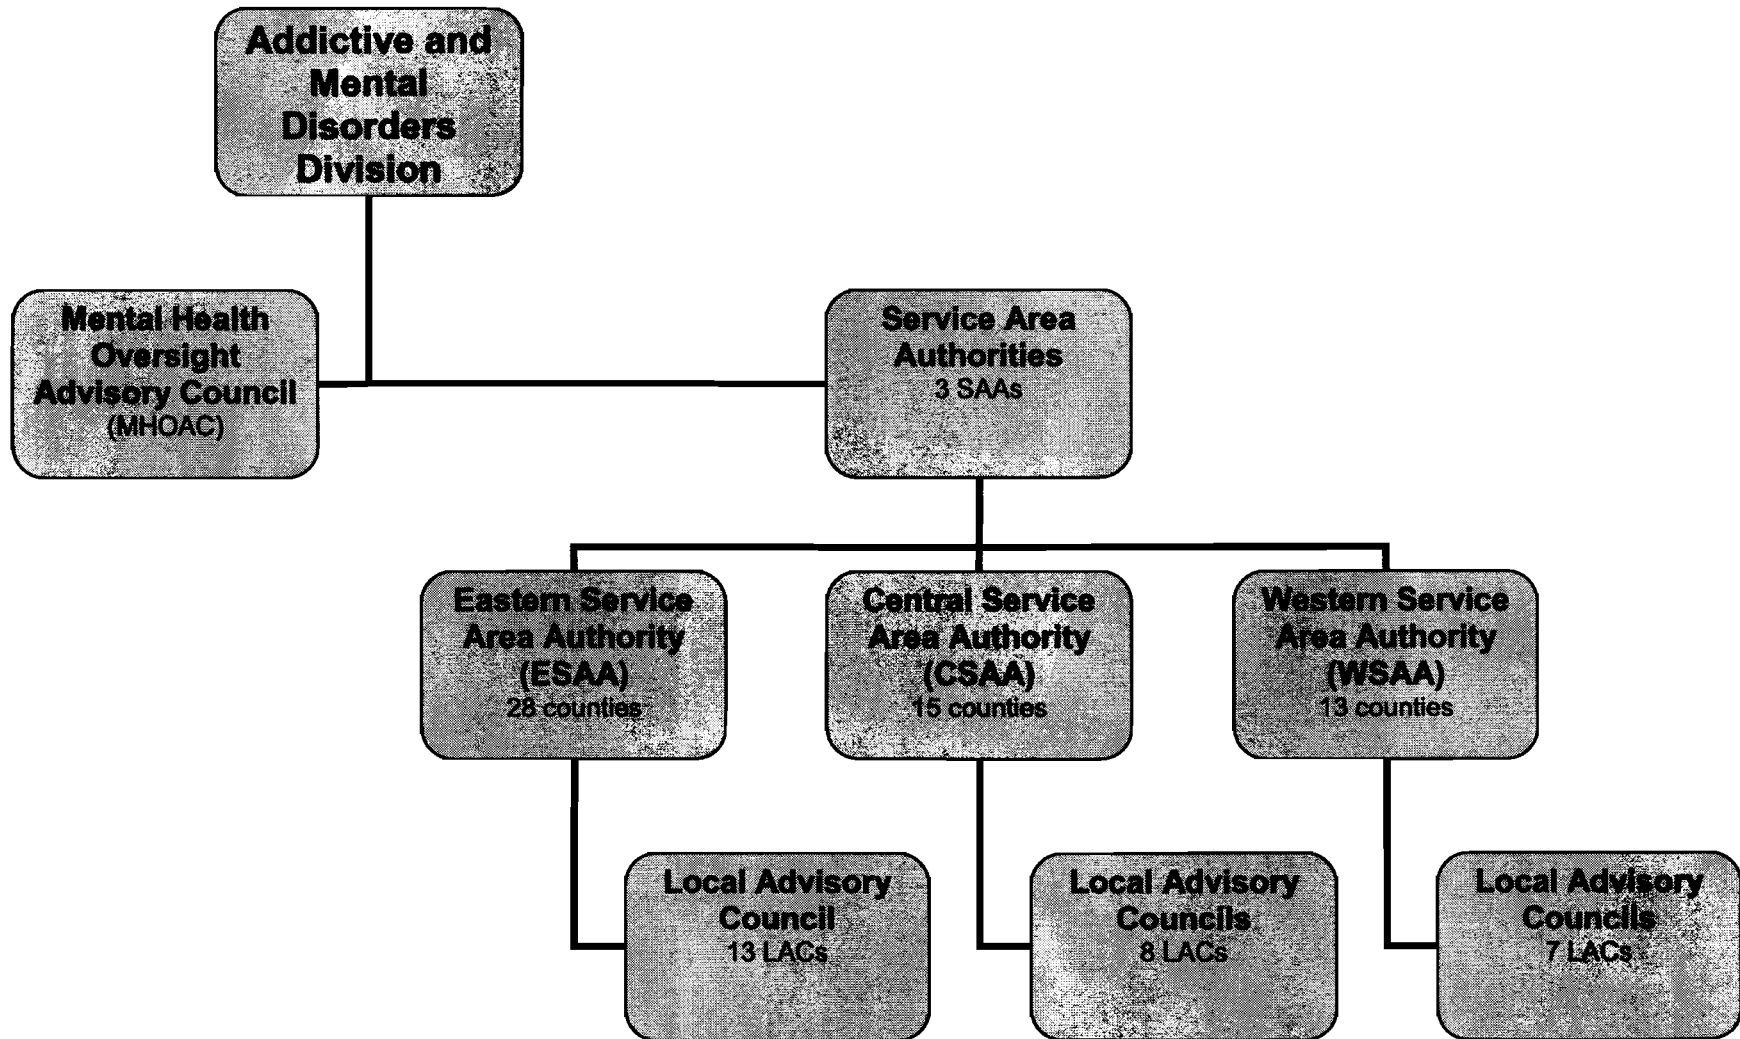 Addictive and
Mental
Disorders
Division
Mental Health
Oversight
Advisory Council
(MHOAC)
Service Area
Authorities
3 SAAs
Eastern Service
Area Authority
(ESAA)
28 counties
Central Service
Area Authority
(CSAA)
15 counties
Western Service
Area Authority
(WSAA)
13 counties
Local Advisory
Council
13 LACs
Local Advisory
Councils
8 LACs
Local Advisory
Councils
7 LACs